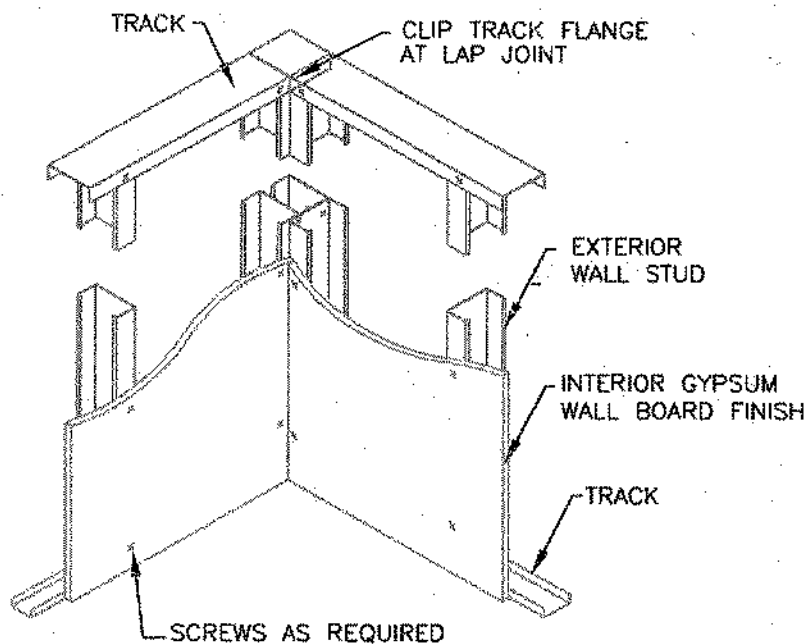 TRACK
CLIP TRACK FLANGE
AT LAP JOINT
EXTERIOR
WALL STUD
INTERIOR GYPSUM
WALL BOARD FINISH
TRACK
SCREWS AS REQUIRED